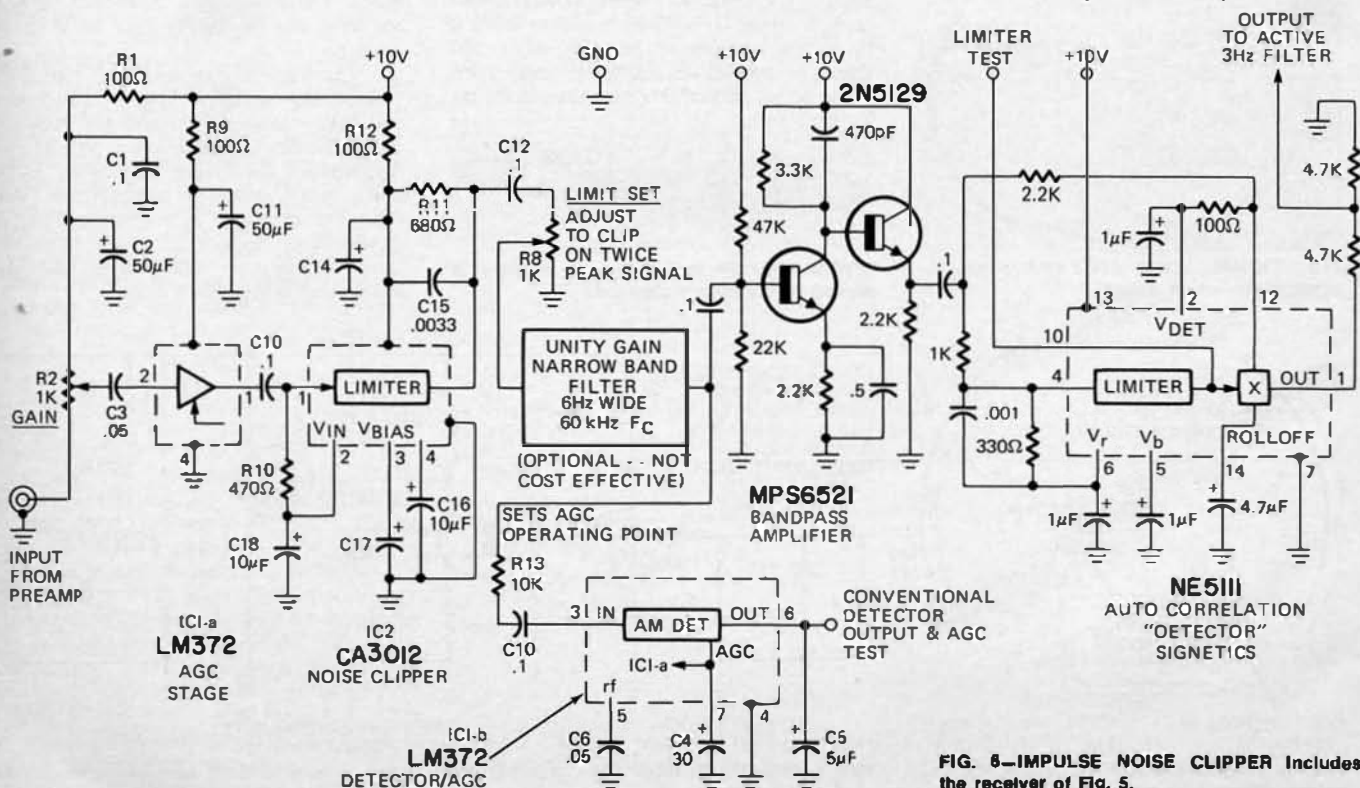 R1
100Ω
R9
100Ω
C1
.1
C2
50µF
C11
50µF
+10V
R12
100Ω
R11
680Ω
C14
C15
.0033
C12
.1
GND
LIMIT SET
ADJUST
TO CLIP
ON TWICE
PEAK SIGNAL
R8
1K
+10V
+10V
2N5129
470pF
3.3K
47K
.1
22K
2.2K
.5
2.2K
.1
MPS6521
BANDPASS
AMPLIFIER
LIMITER
TEST
+10V
OUTPUT
TO ACTIVE
3Hz FILTER
4.7K
4.7K
2.2K
1µF
100Ω
13
2
12
VDET
10
1K
4
LIMITER
X
OUT
1
.001
330Ω
Vr
Vb
ROLLOFF
6
5
14
7
1µF
1µF
4.7µF
NE5111
AUTO CORRELATION
"DETECTOR"
SIGNETICS
R2
1K
GAIN
C3
.05
2
1
4
C10
.1
1
LIMITER
VIN
VBIAS
2
3
4
R10
470Ω
C18
10µF
C17
C16
10µF
INPUT
FROM
PREAMP
IC1-a
LM372
AGC
STAGE
IC2
CA3012
NOISE CLIPPER
UNITY GAIN
NARROW BAND
FILTER
6Hz WIDE
60 kHz FC
(OPTIONAL - - NOT
COST EFFECTIVE)
SETS AGC
OPERATING POINT
R13
10K
C10
.1
3
IN
AM DET
OUT
6
AGC
IC1-a
rf
5
7
4
CONVENTIONAL
DETECTOR
OUTPUT & AGC
TEST
C6
.05
C4
30
C5
5µF
IC1-b
LM372
DETECTOR/AGC
FIG. 6—IMPULSE NOISE CLIPPER Includes
the receiver of Fig. 5.